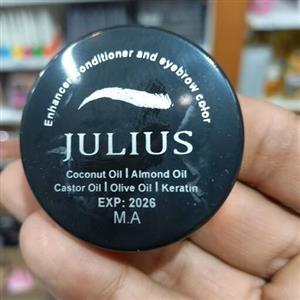 Enhancer conditioner and eyebrow color
JULIUS
Coconut Oil | Almond Oil
Castor Oil | Olive Oil | Keratin
EXP: 2026
M.A